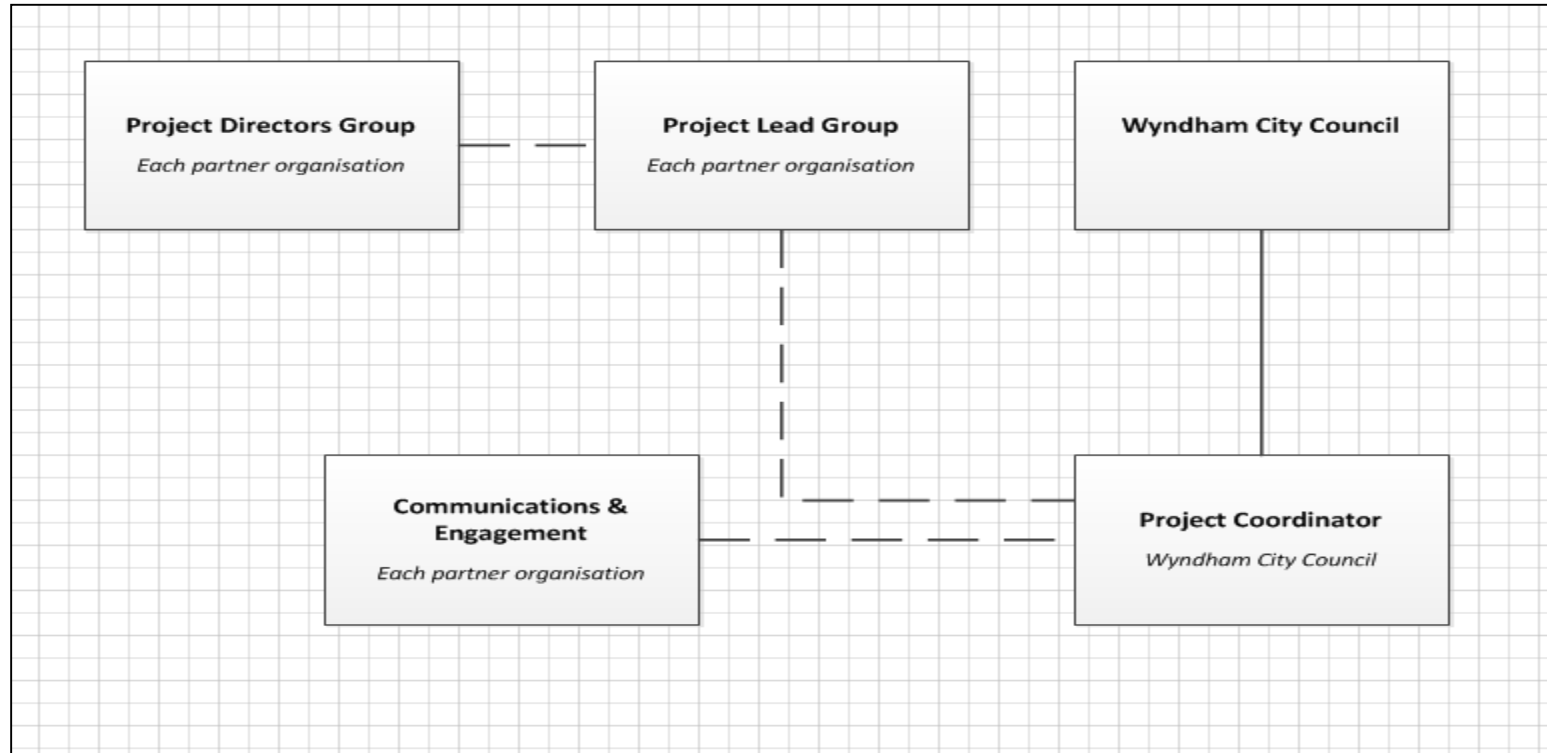 Project Directors Group
Each partner organisation
Project Lead Group
Each partner organisation
Wyndham City Council
Communications &
Engagement
Each partner organisation
Project Coordinator
Wyndham City Council